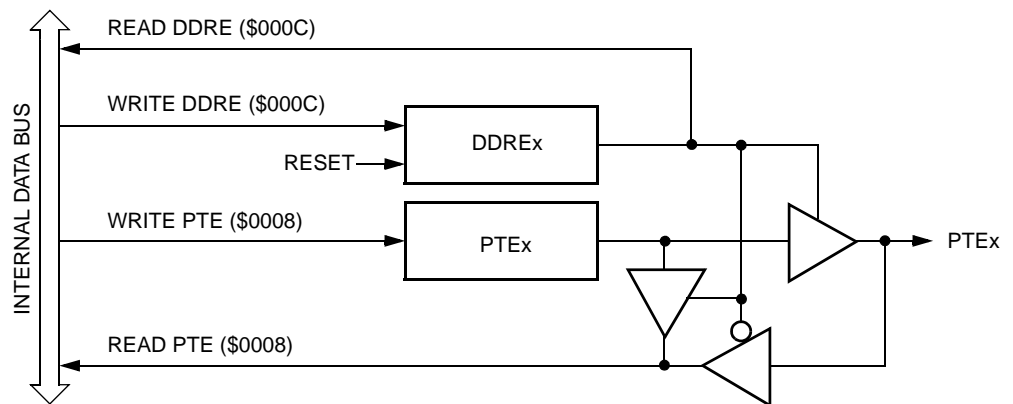 READ DDRE ($000C)
WRITE DDRE ($000C)
DDREx
RESET
WRITE PTE ($0008)
PTEx
PTEx
READ PTE ($0008)
INTERNAL DATA BUS